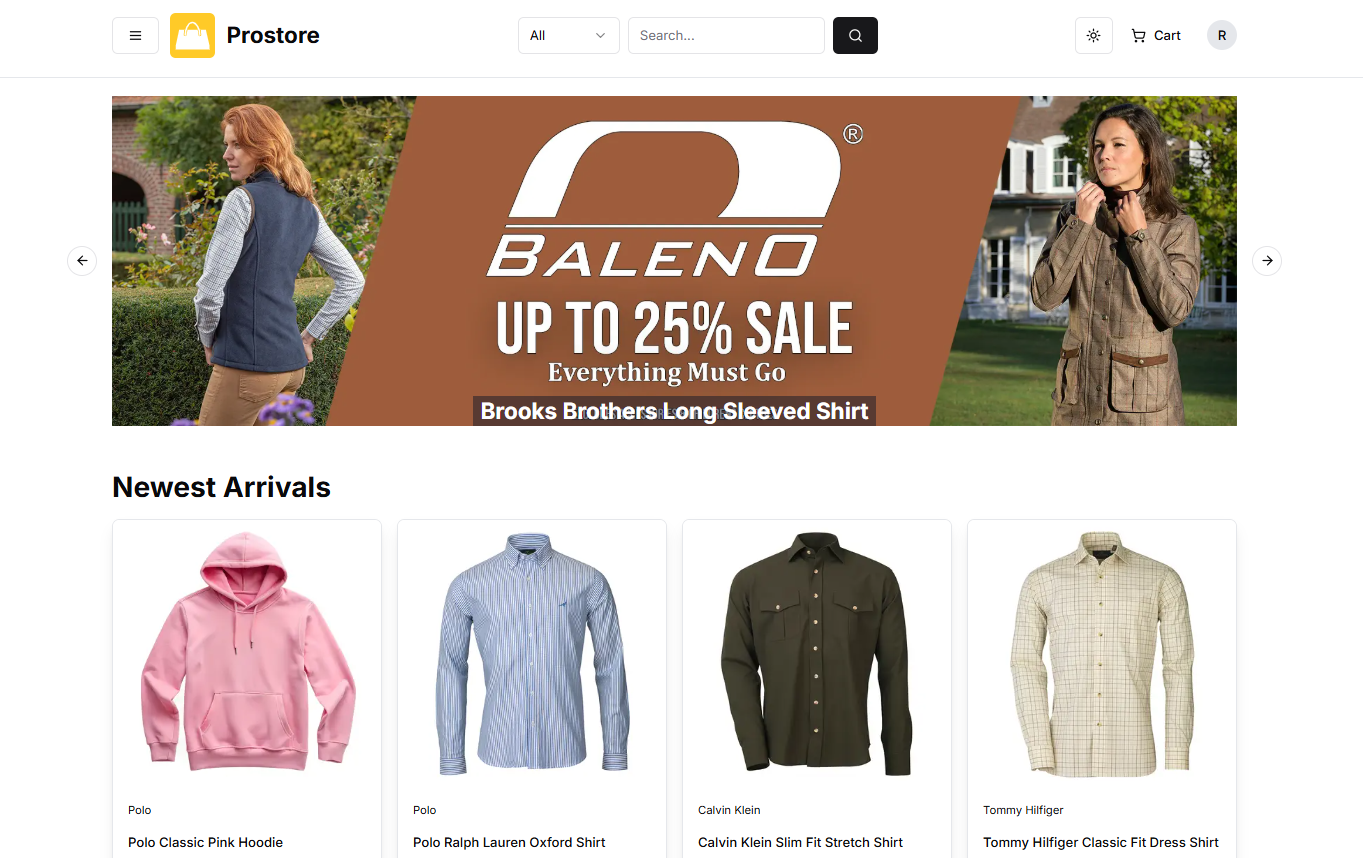 Prostore
All
Search...
Cart
R
®
BALENO
UP TO 25% SALE
Everything Must Go
Brooks Brothers Long Sleeved Shirt
Newest Arrivals
Polo
Polo Classic Pink Hoodie
Polo
Polo Ralph Lauren Oxford Shirt
Calvin Klein
Calvin Klein Slim Fit Stretch Shirt
Tommy Hilfiger
Tommy Hilfiger Classic Fit Dress Shirt